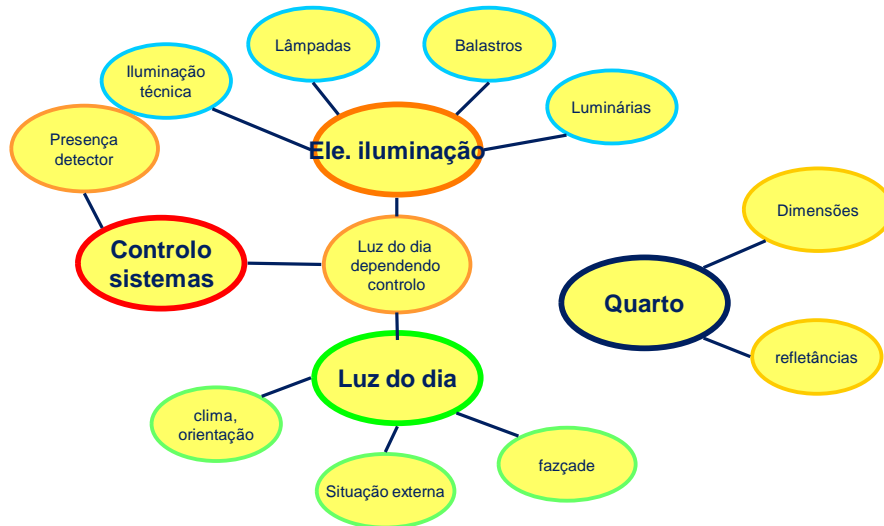 Lâmpadas
Balastros
Iluminação
técnica
Luminárias
Presença
detector
Ele. iluminação
Dimensões
Controlo
sistemas
Luz do dia
dependendo
controlo
Quarto
refletâncias
Luz do dia
clima,
orientação
fazçade
Situação externa